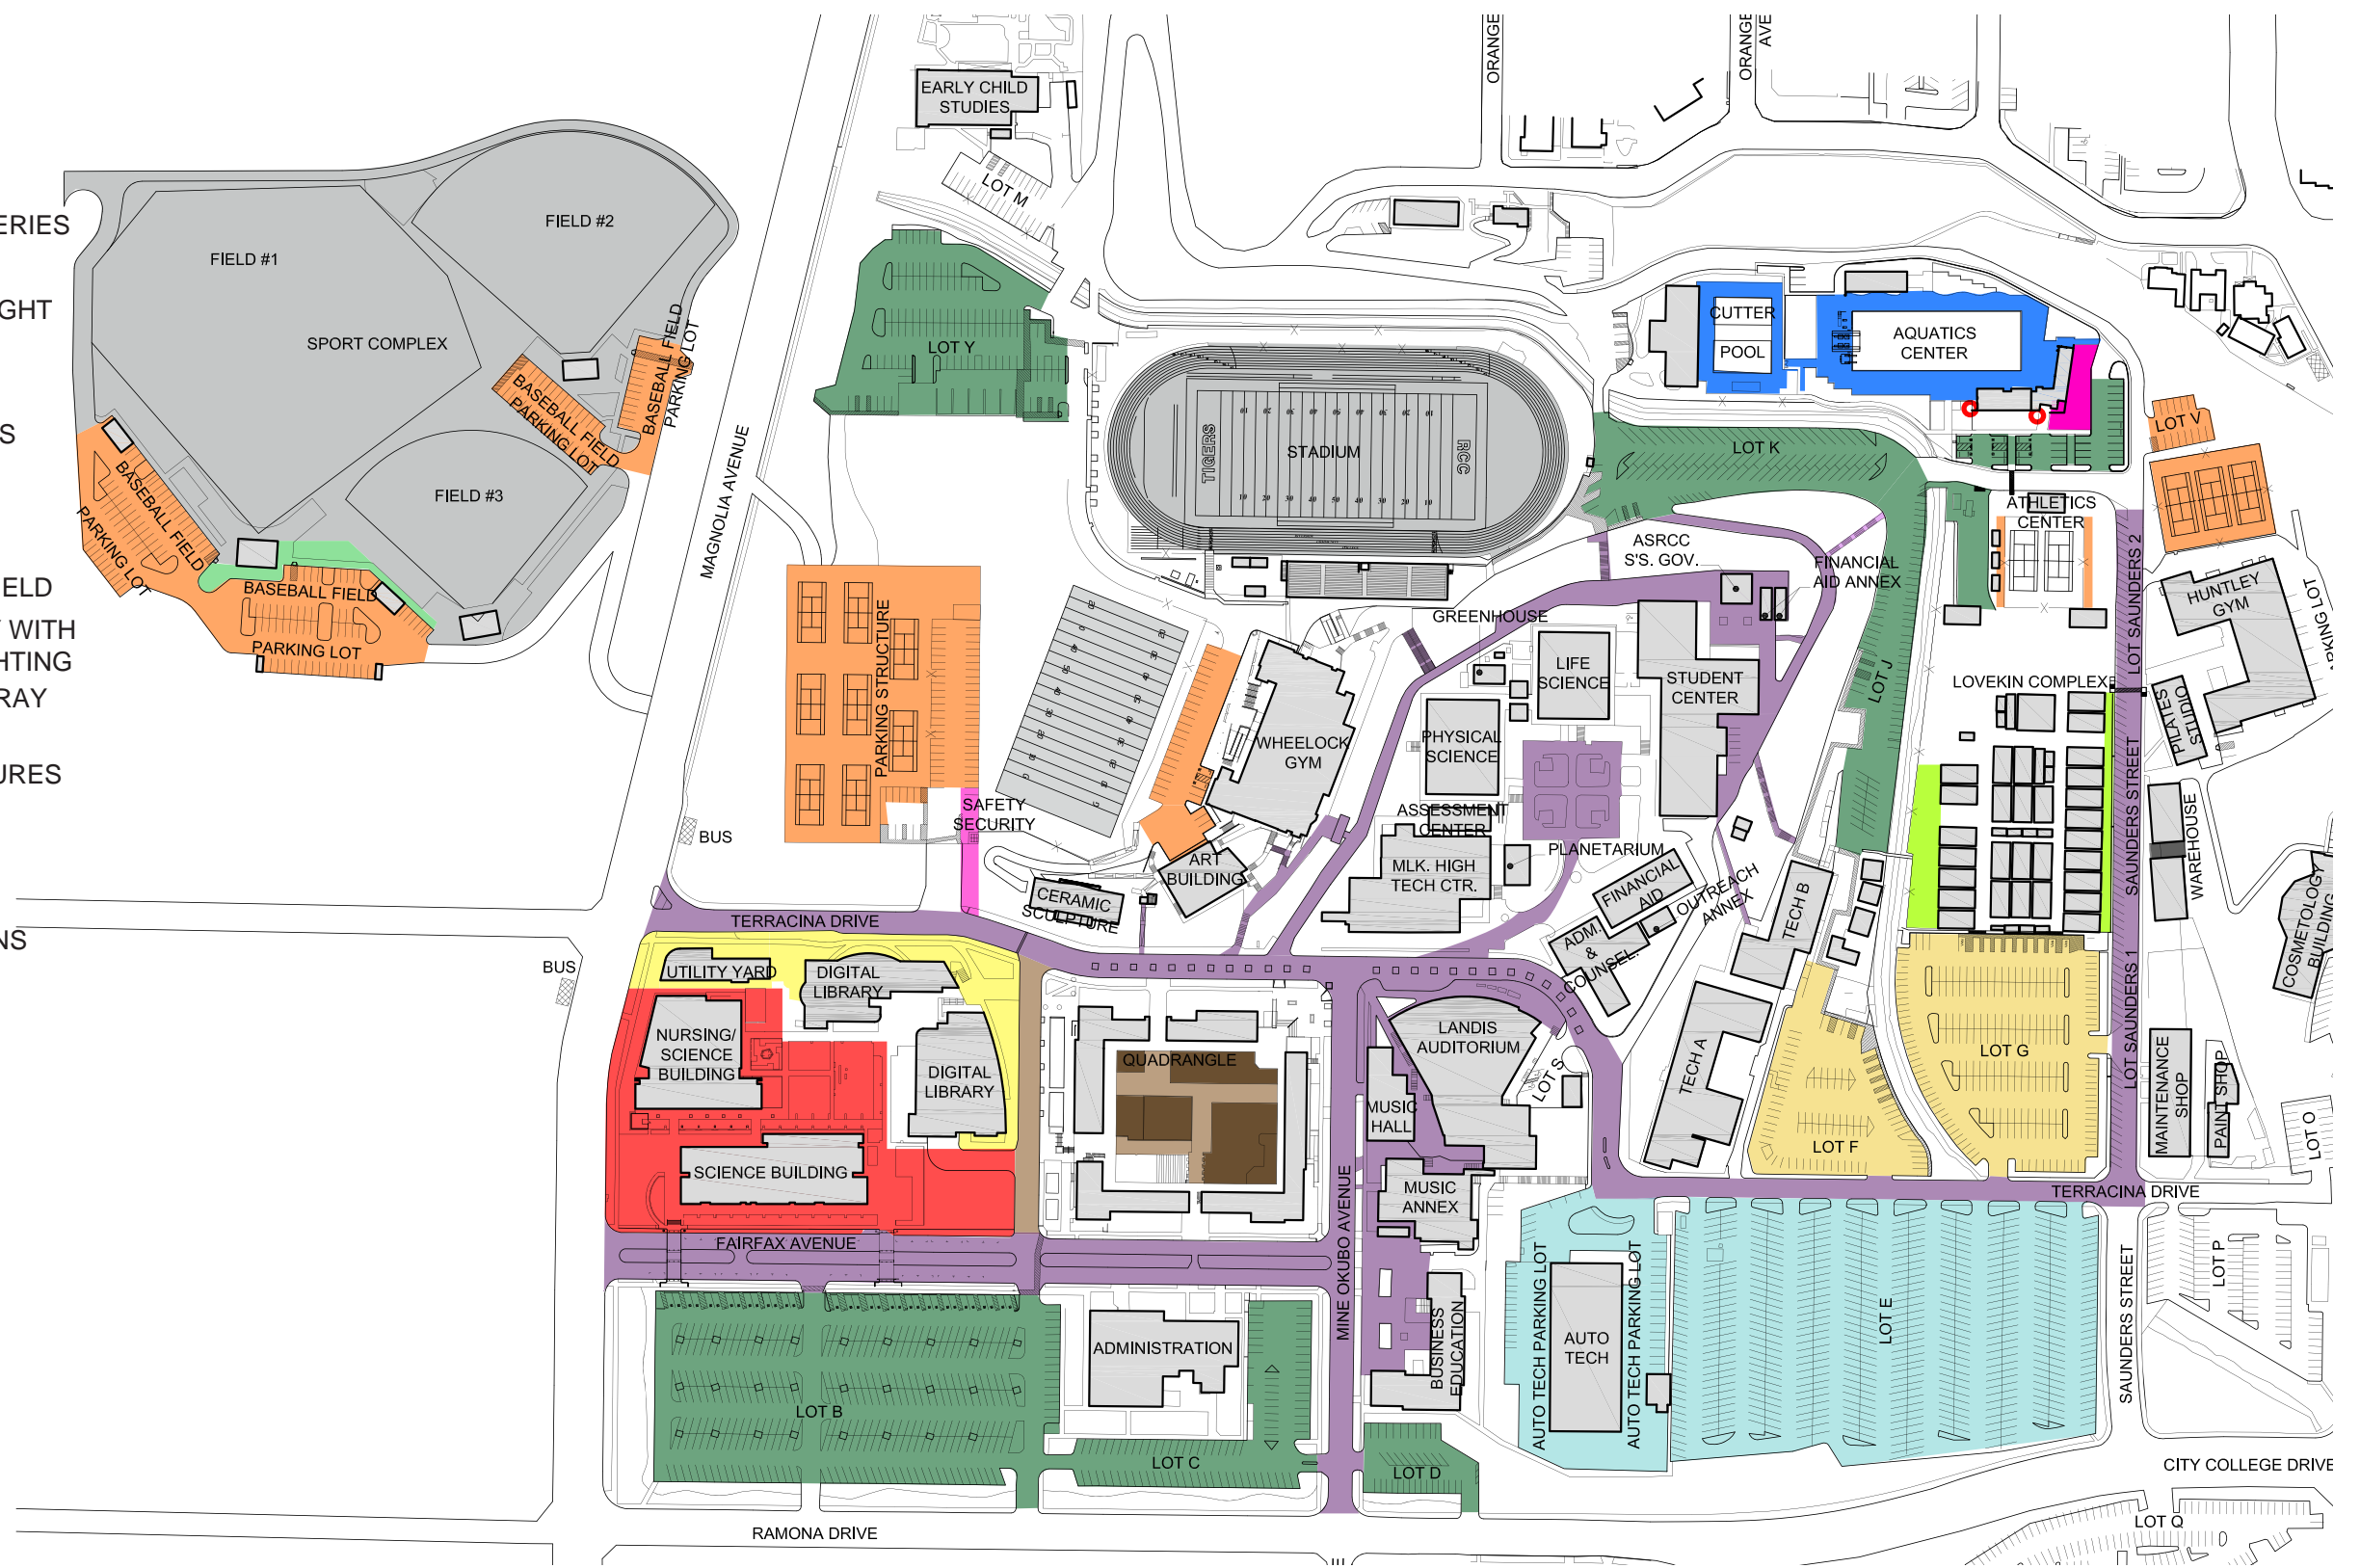 ERIES
GHT
S
ELD
WITH
HTING
RAY
URES
NS
FIELD #1
FIELD #2
SPORT COMPLEX
FIELD #3
BASEBALL FIELD
PARKING LOT
BASEBALL FIELD
PARKING LOT
BASEBALL FIELD
PARKING LOT
BASEBALL FIELD
PARKING LOT
MAGNOLIA AVENUE
EARLY CHILD
STUDIES
LOT M
LOT Y
ORANGE
ORANGE
AVE
STADIUM
TIGERS
RCC
CUTTER
POOL
AQUATICS
CENTER
LOT K
LOT V
ATHLETICS
CENTER
ASRCC
S'S. GOV.
FINANCIAL
AID ANNEX
GREENHOUSE
LIFE
SCIENCE
STUDENT
CENTER
PHYSICAL
SCIENCE
LOT J
LOT SAUNDERS 2
HUNTLEY
GYM
PARKING LOT
LOVEKIN COMPLEX
PILATES
STUDIO
SAUNDERS STREET
WAREHOUSE
COSMETOLOGY
BUILDING
PARKING STRUCTURE
WHEELOCK
GYM
SAFETY
SECURITY
BUS
ART
BUILDING
CERAMIC
SCULPTURE
ASSESSMENT
CENTER
MLK. HIGH
TECH CTR.
PLANETARIUM
FINANCIAL
AID
OUTREACH
ANNEX
ADM.
&
COUNSEL.
TECH B
TECH A
TERRACINA DRIVE
BUS
UTILITY YARD
DIGITAL
LIBRARY
NURSING/
SCIENCE
BUILDING
DIGITAL
LIBRARY
SCIENCE BUILDING
QUADRANGLE
LANDIS
AUDITORIUM
MUSIC
HALL
LOT S
MUSIC
ANNEX
LOT F
LOT G
LOT SAUNDERS 1
MAINTENANCE
SHOP
PAINT SHOP
LOT O
TERRACINA DRIVE
FAIRFAX AVENUE
MINE OKUBO AVENUE
ADMINISTRATION
BUSINESS
EDUCATION
AUTO TECH PARKING LOT
AUTO
TECH
AUTO TECH PARKING LOT
LOT E
SAUNDERS STREET
LOT P
LOT B
LOT C
LOT D
CITY COLLEGE DRIVE
LOT Q
RAMONA DRIVE